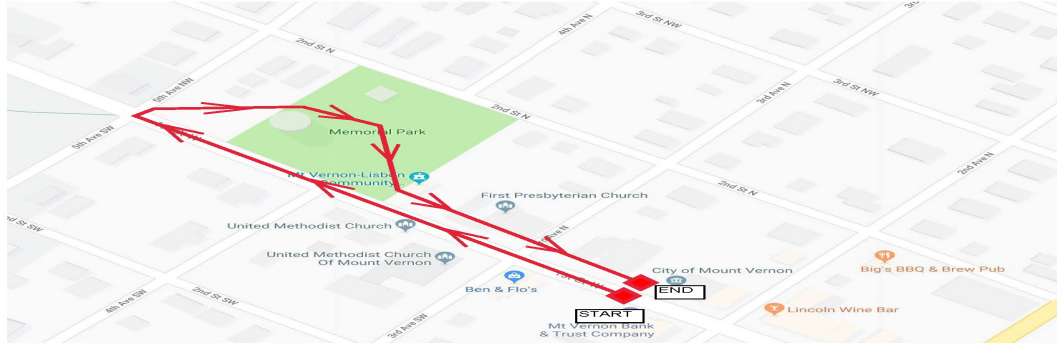 3rd
3rd St NW
4th Ave N
2nd St N
3rd St NW
3rd Ave N
5th Ave NW
2nd St N
5th Ave SW
Memorial Park
2nd Ave N
Mt Vernon-Lisbon
Community
2nd St N
First Presbyterian Church
d St SW
United Methodist Church
United Methodist Church
Of Mount Vernon
City of Mount Vernon
Big's BBQ & Brew Pub
Ben & Flo's
END
4th Ave SW
2nd St SW
START
Lincoln Wine Bar
3rd Ave SW
Mt Vernon Bank
& Trust Company